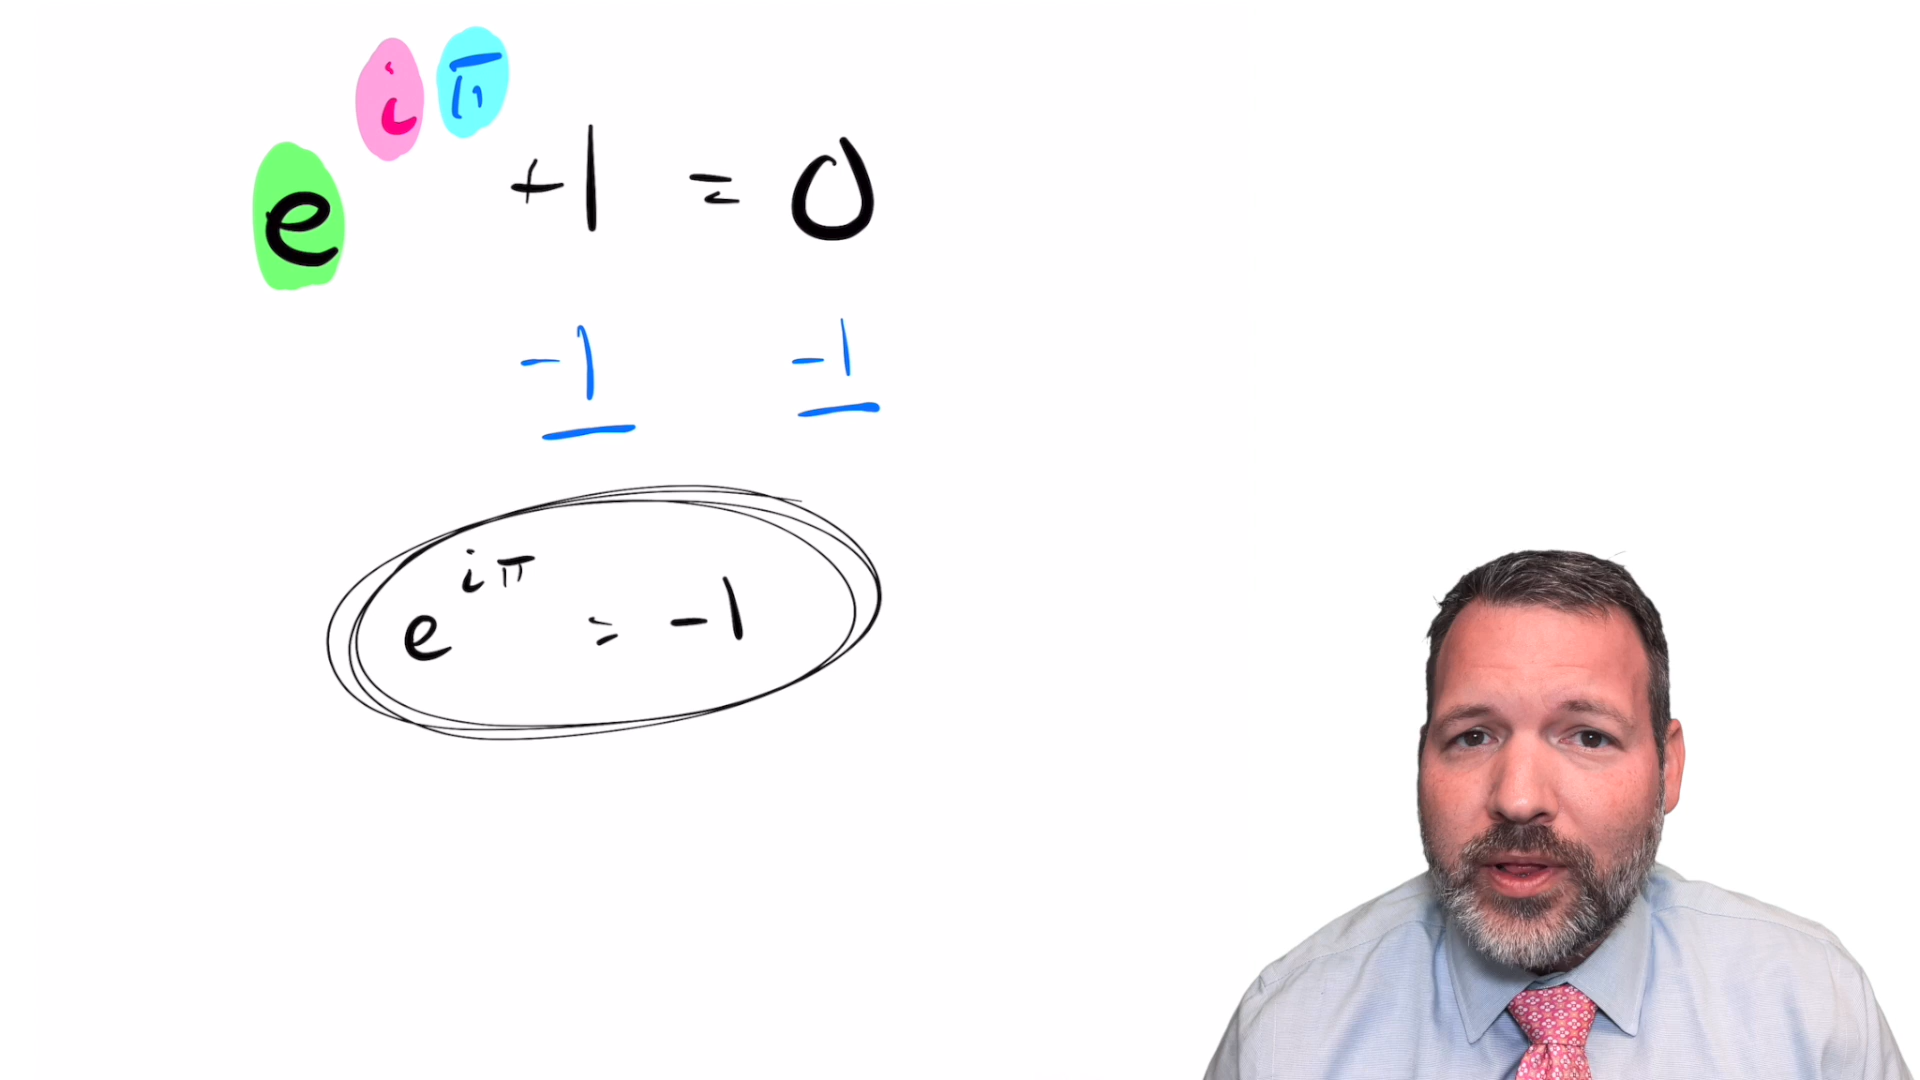 e^{iπ} +1 = 0
-1 -1
e^{iπ} = -1